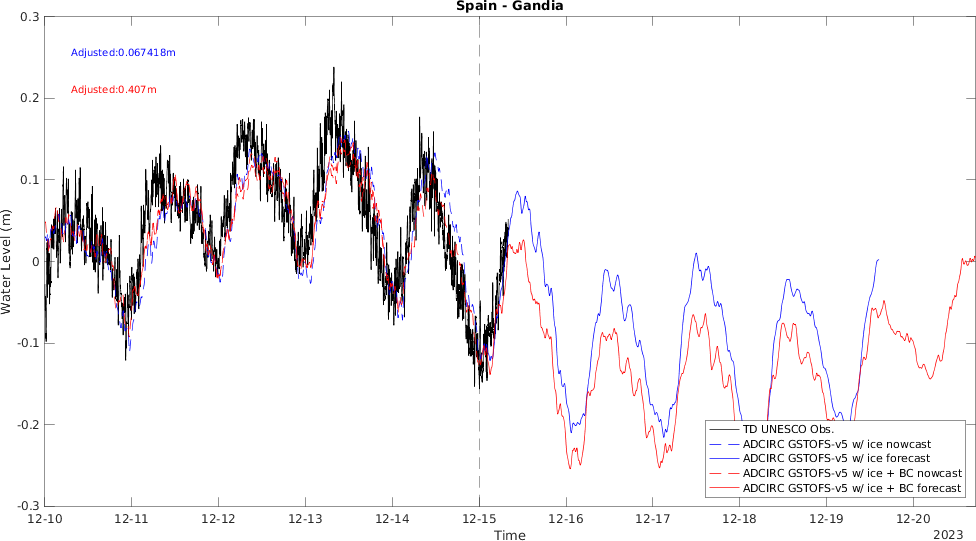 Spain - Gandia
Adjusted:0.067418m
Adjusted:0.407m
Water Level (m)
0.3
0.2
0.1
0
-0.1
-0.2
-0.3
TD UNESCO Obs.
ADCIRC GSTOFS-v5 w/ ice nowcast
ADCIRC GSTOFS-v5 w/ ice forecast
ADCIRC GSTOFS-v5 w/ ice + BC nowcast
ADCIRC GSTOFS-v5 w/ ice + BC forecast
12-10 12-11 12-12 12-13 12-14 12-15 12-16 12-17 12-18 12-19 12-20
Time
2023